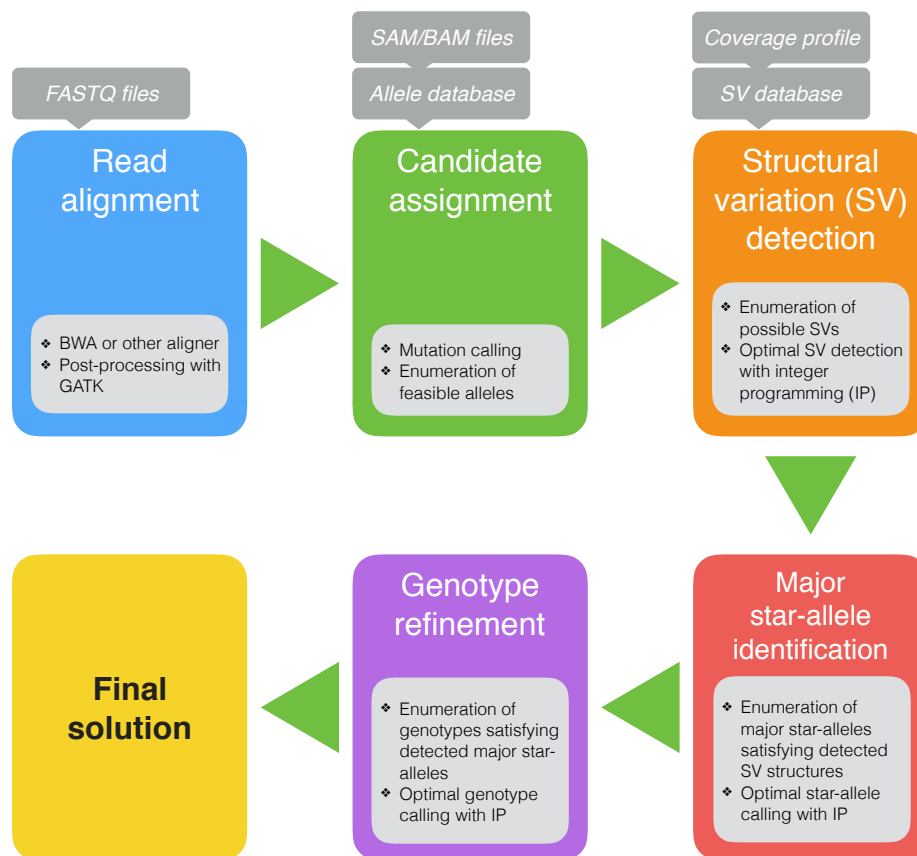 FASTQ files
Read
alignment
❖ BWA or other aligner
❖ Post-processing with
GATK
SAM/BAM files
Allele database
Candidate
assignment
❖ Mutation calling
❖ Enumeration of
feasible alleles
Coverage profile
SV database
Structural
variation (SV)
detection
❖ Enumeration of
possible SVs
❖ Optimal SV detection
with integer
programming (IP)
Major
star-allele
identification
❖ Enumeration of
major star-alleles
satisfying detected
SV structures
❖ Optimal star-allele
calling with IP
Genotype
refinement
❖ Enumeration of
genotypes satisfying
detected major star-
alleles
❖ Optimal genotype
calling with IP
Final
solution